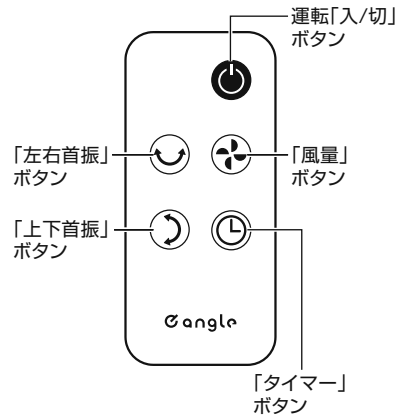 運転「入/切」
ボタン
「左右首振」
ボタン
「風量」
ボタン
「上下首振」
ボタン
angle
「タイマー」
ボタン